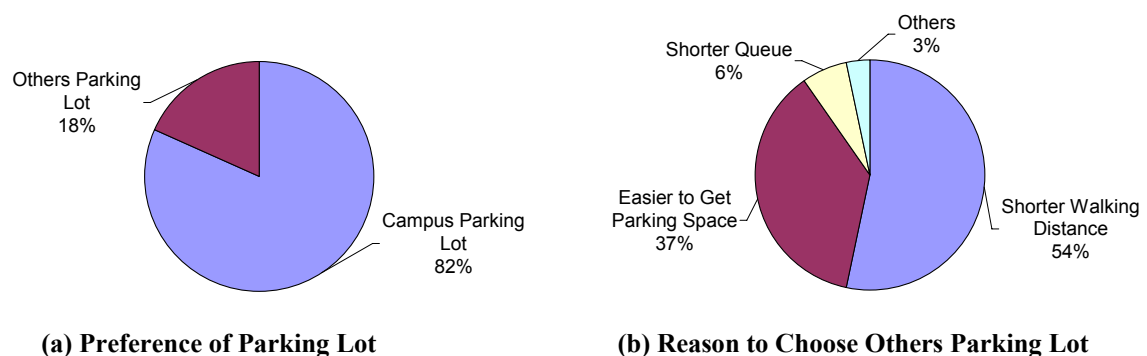 Others Parking
Lot
18%
Campus Parking
Lot
82%
(a) Preference of Parking Lot
Others
3%
Shorter Queue
6%
Easier to Get
Parking Space
37%
Shorter Walking
Distance
54%
(b) Reason to Choose Others Parking Lot